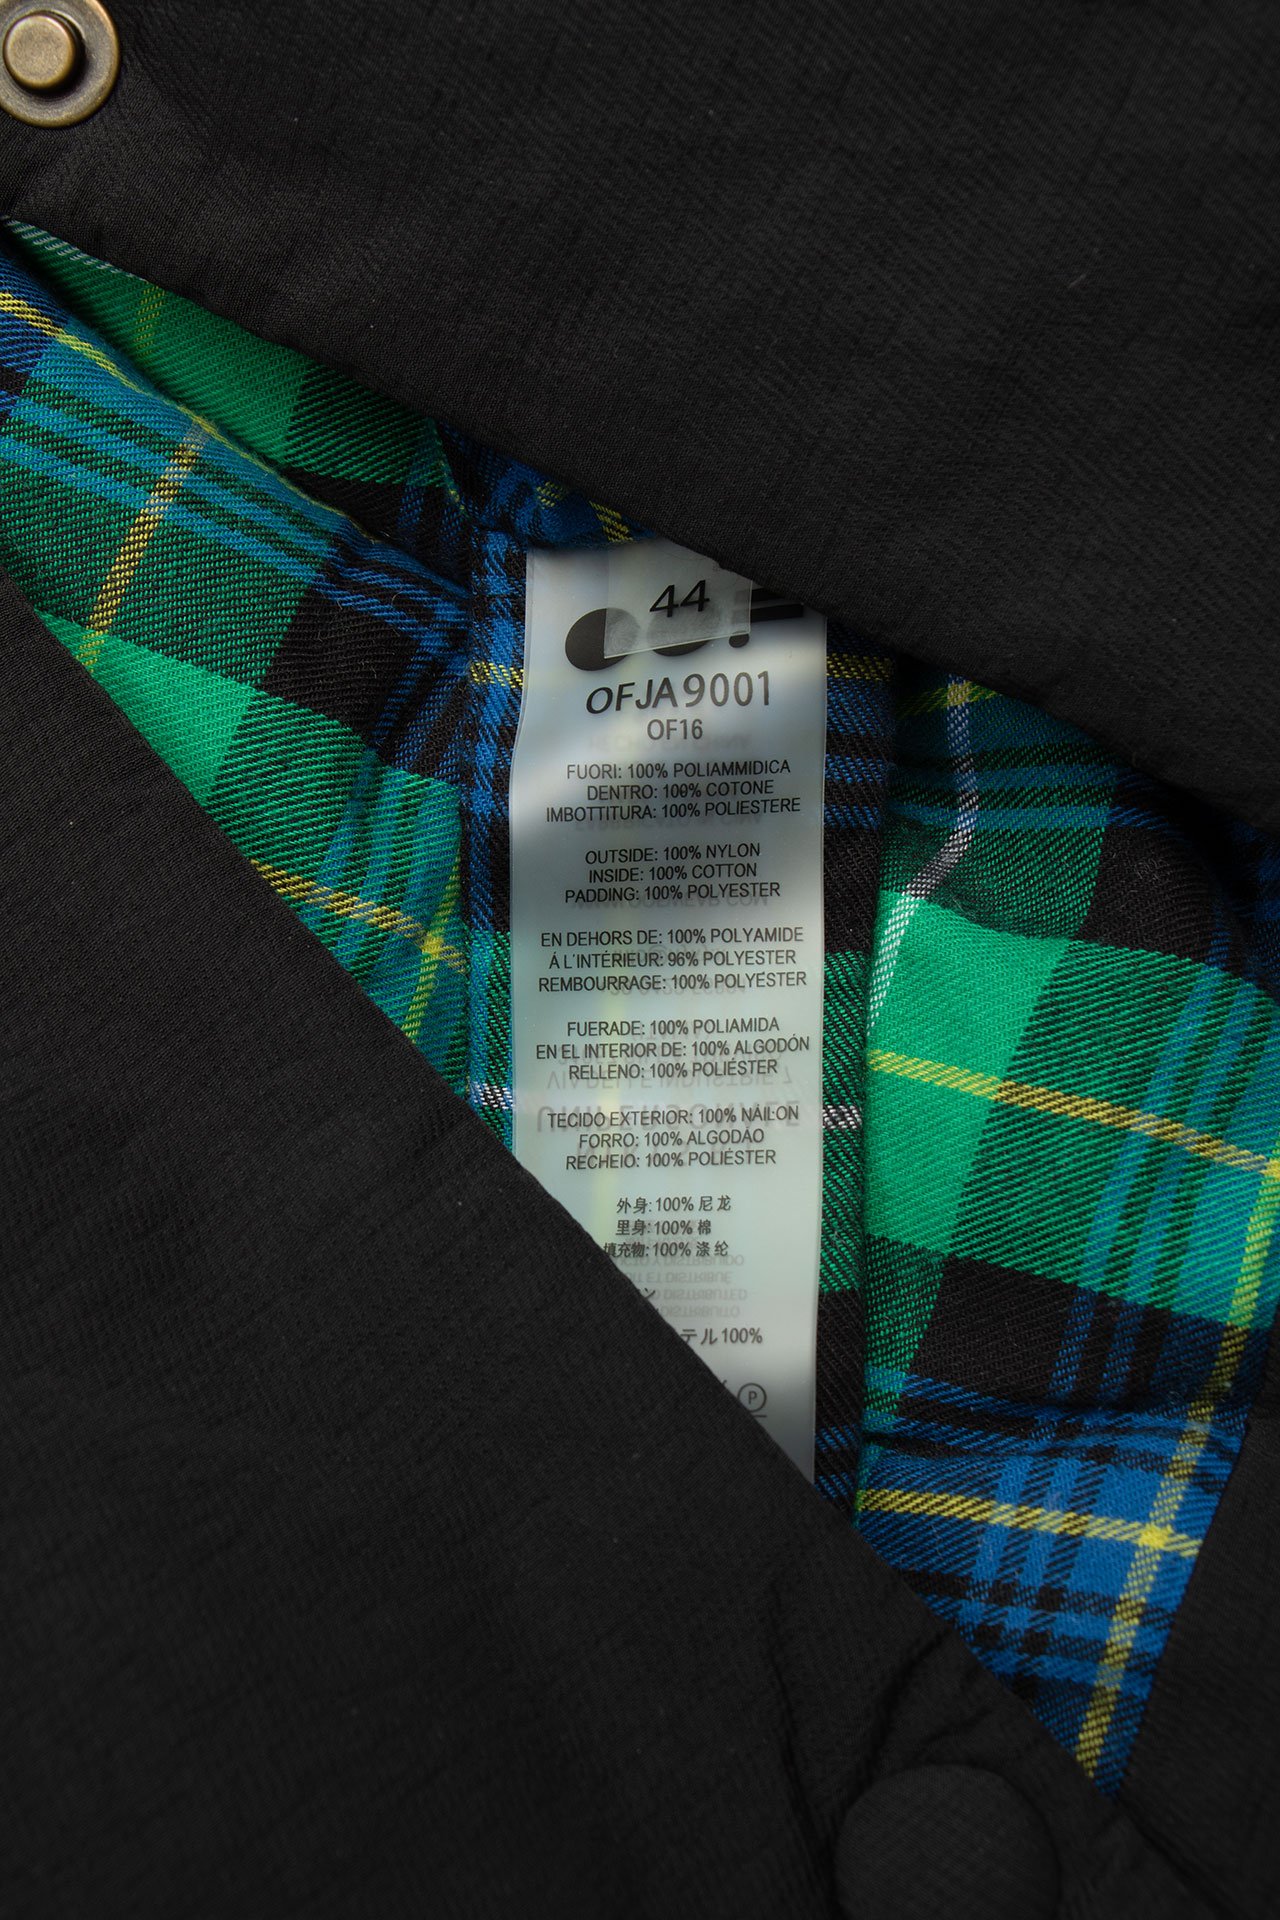 44
OFJA9001
OF16
FUORI: 100% POLIAMMIDICA
DENTRO: 100% COTONE
IMBOTTITURA: 100% POLIESTERE
OUTSIDE: 100% NYLON
INSIDE: 100% COTTON
PADDING: 100% POLYESTER
EN DEHORS DE: 100% POLYAMIDE
Á L'INTÉRIEUR: 96% POLYESTER
REMBOURRAGE: 100% POLYESTER
FUERADE: 100% POLIAMIDA
EN EL INTERIOR DE: 100% ALGODÓN
RELLENO: 100% POLIÉSTER
TECIDO EXTERIOR: 100% NÁILON
FORRO: 100% ALGODÃO
RECHEIO: 100% POLIÉSTER
外身: 100% 尼龙
里身: 100% 棉
填充物: 100% 涤纶
ン
テル 100%
P